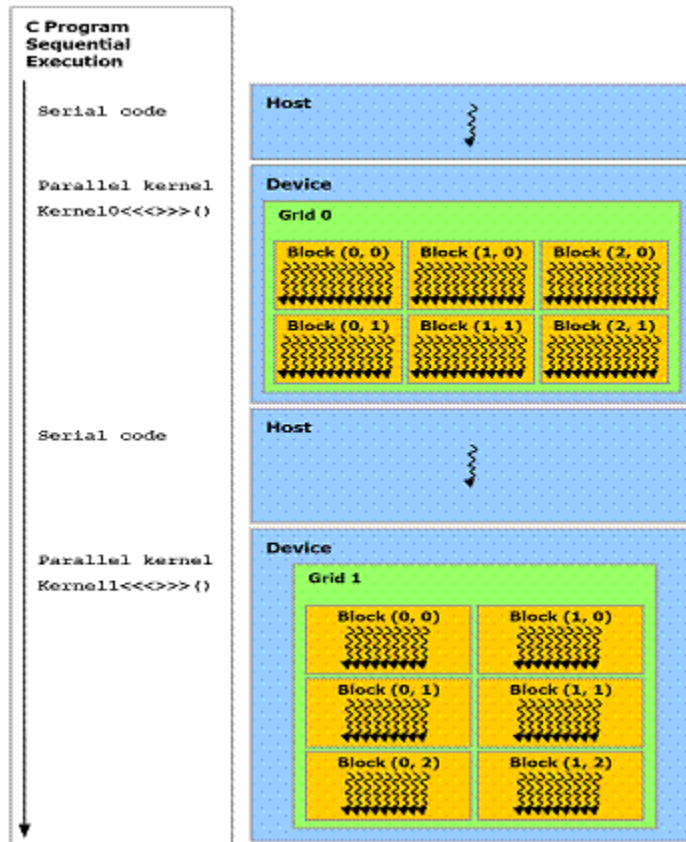 C Program
Sequential
Execution
Serial code
Host
Parallel kernel
Kernel0<<<>>>()
Device
Grid 0
Block (0, 0) Block (1, 0) Block (2, 0)
Block (0, 1) Block (1, 1) Block (2, 1)
Serial code
Host
Parallel kernel
Kernel1<<<>>>()
Device
Grid 1
Block (0, 0) Block (1, 0)
Block (0, 1) Block (1, 1)
Block (0, 2) Block (1, 2)